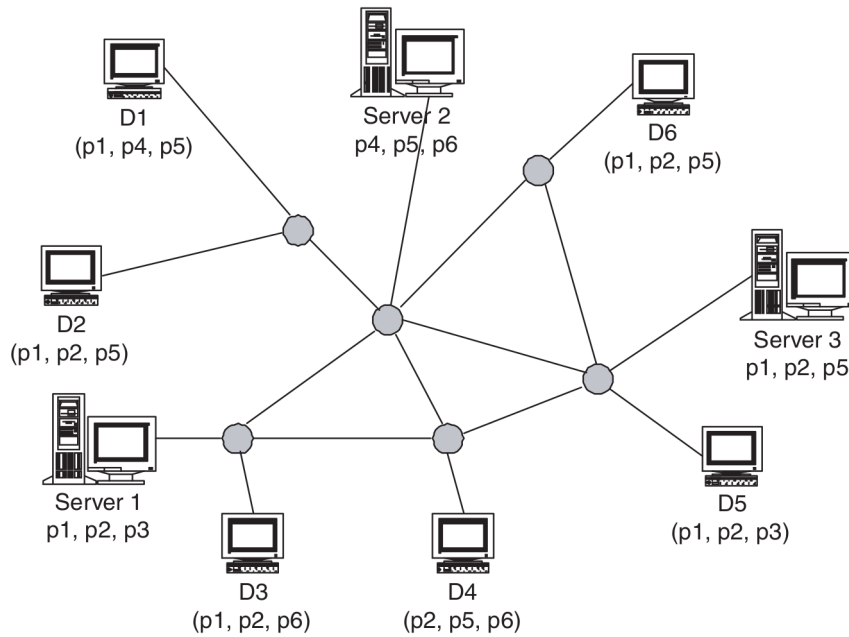 D1
(p1, p4, p5)
Server 2
p4, p5, p6
D6
(p1, p2, p5)
D2
(p1, p2, p5)
Server 3
p1, p2, p5
Server 1
p1, p2, p3
D5
(p1, p2, p3)
D3
(p1, p2, p6)
D4
(p2, p5, p6)